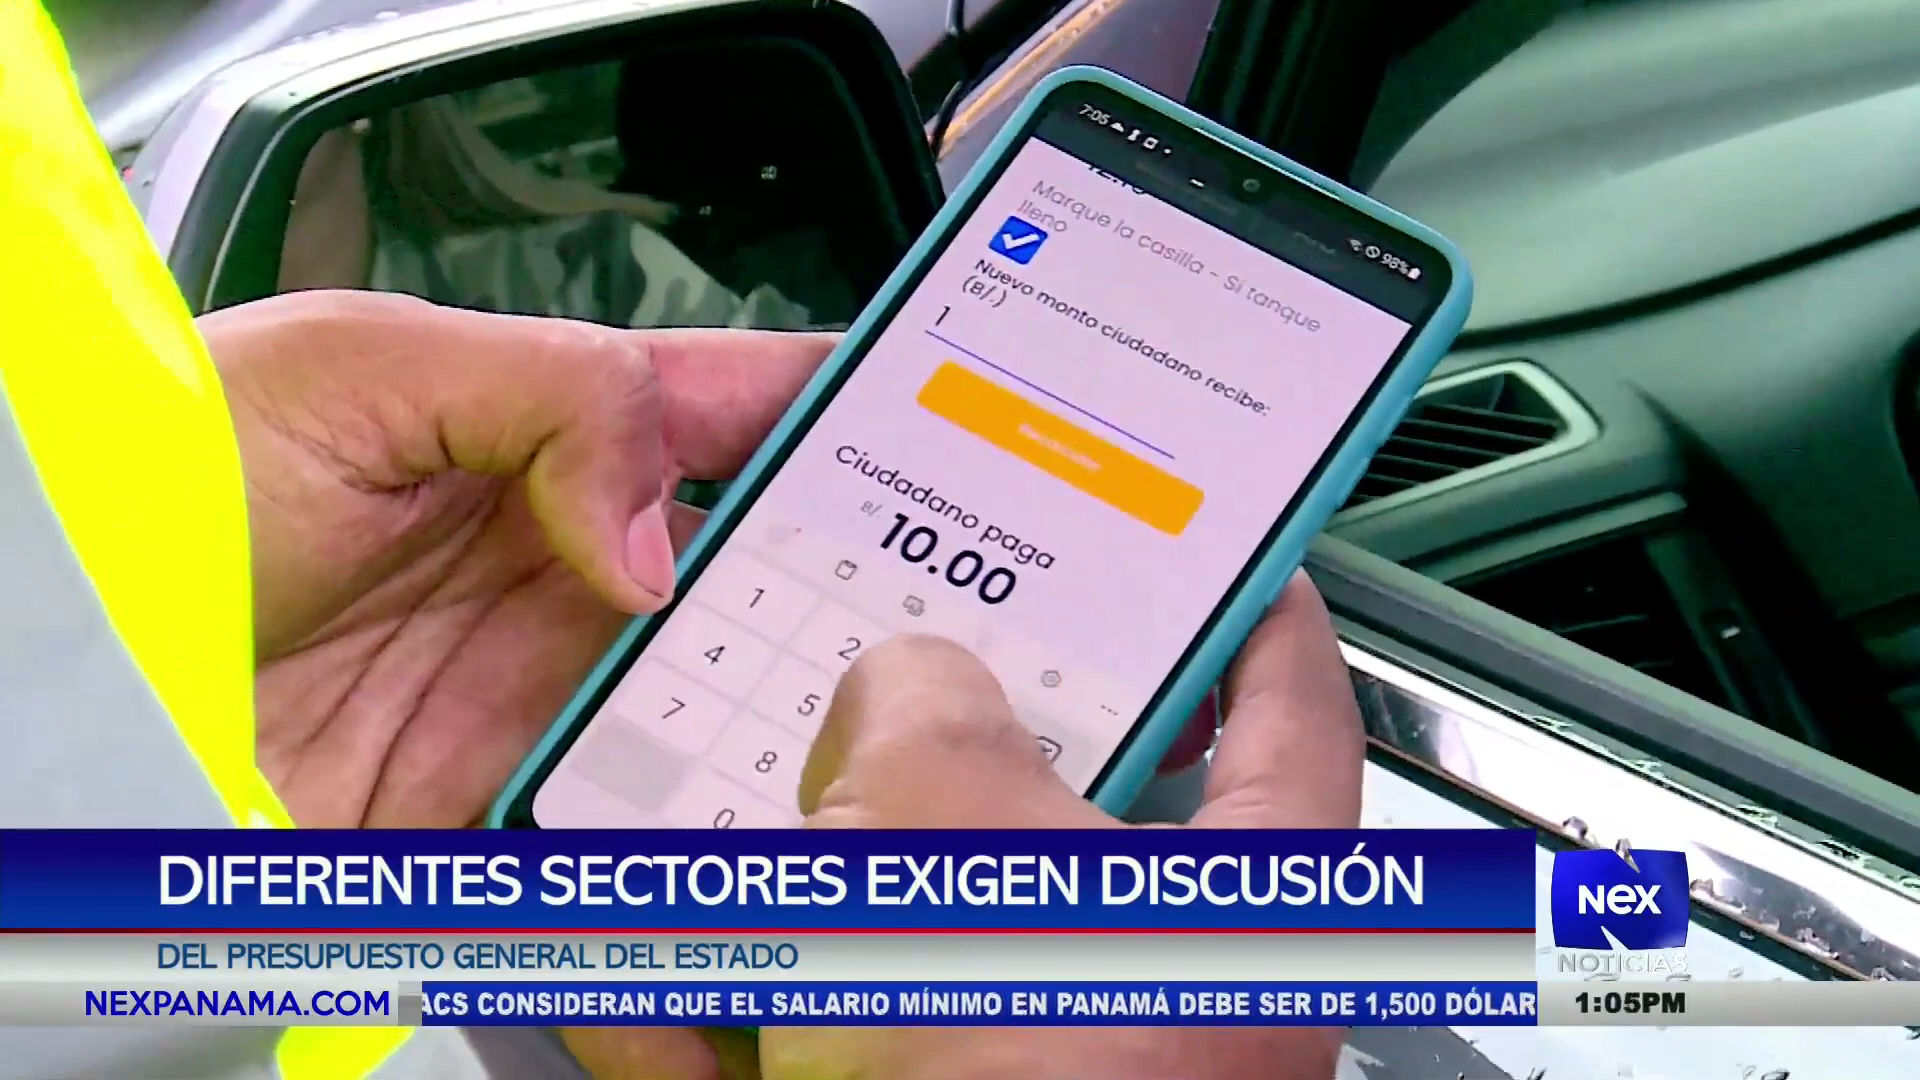 7:05
98%
Marque la casilla - Si tanque
lleno
Nuevo monto ciudadano recibe:
(B/.)
1
Ciudadano paga
B/. 10.00
1
2
4
5
7
8
0
DIFERENTES SECTORES EXIGEN DISCUSIÓN
DEL PRESUPUESTO GENERAL DEL ESTADO
NEX
NOTICIAS
NEXPANAMA.COM
ACS CONSIDERAN QUE EL SALARIO MÍNIMO EN PANAMÁ DEBE SER DE 1,500 DÓLAR
1:05PM